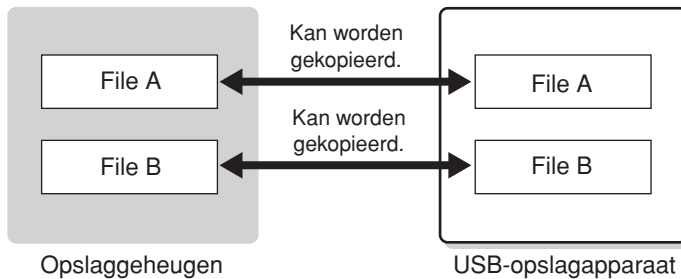 Kan worden
gekopieerd.
File A
File A
Kan worden
gekopieerd.
File B
File B
Opslaggeheugen
USB-opslagapparaat